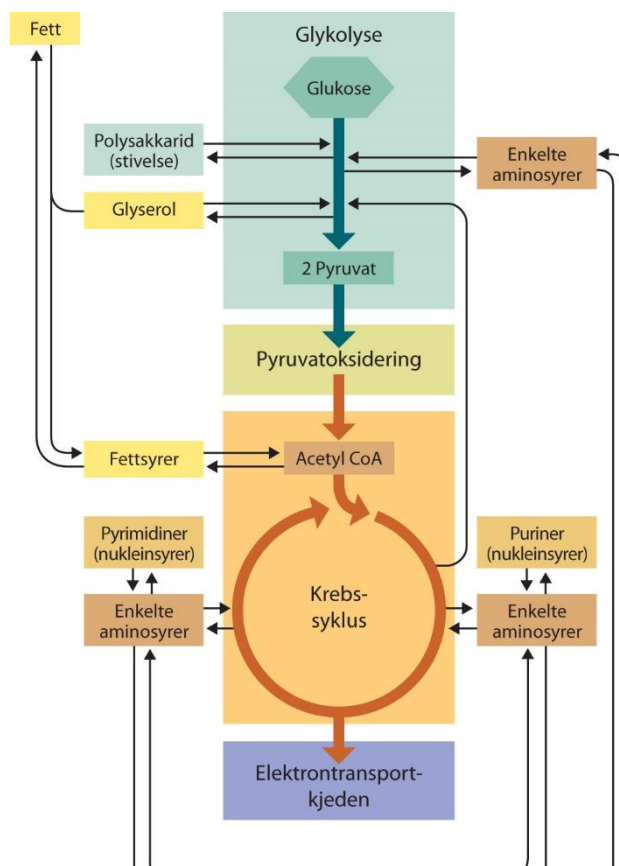 Fett
Glykolyse
Glukose
Polysakkarid
(stivelse)
Enkelte
aminosyrer
Glyserol
2 Pyruvat
Pyruvatoksidering
Fettsyrer
Acetyl CoA
Pyrimidiner
(nukleinsyrer)
Puriner
(nukleinsyrer)
Enkelte
aminosyrer
Krebs-
syklus
Enkelte
aminosyrer
Elektrontransport-
kjeden